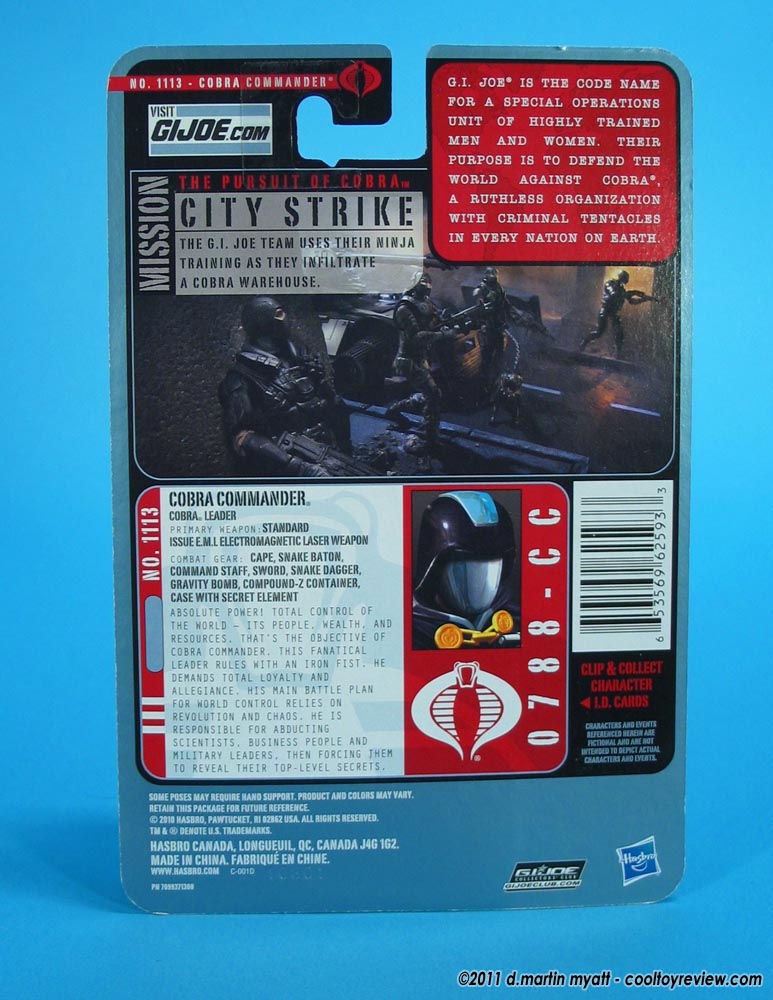 NO. 1113 - COBRA COMMANDER®
VISIT
GIJOE.COM
G.I. JOE® IS THE CODE NAME
FOR A SPECIAL OPERATIONS
UNIT OF HIGHLY TRAINED
MEN AND WOMEN. THEIR
PURPOSE IS TO DEFEND THE
WORLD AGAINST COBRA®,
A RUTHLESS ORGANIZATION
WITH CRIMINAL TENTACLES
IN EVERY NATION ON EARTH.
MISSION
THE PURSUIT OF COBRA™
CITY STRIKE
THE G.I. JOE TEAM USES THEIR NINJA
TRAINING AS THEY INFILTRATE
A COBRA WAREHOUSE.
NO. 1113
COBRA COMMANDER®
COBRA® LEADER
PRIMARY WEAPON: STANDARD
ISSUE E.M.L ELECTROMAGNETIC LASER WEAPON
COMBAT GEAR: CAPE, SNAKE BATON,
COMMAND STAFF, SWORD, SNAKE DAGGER,
GRAVITY BOMB, COMPOUND-Z CONTAINER,
CASE WITH SECRET ELEMENT
ABSOLUTE POWER! TOTAL CONTROL OF
THE WORLD – ITS PEOPLE, WEALTH, AND
RESOURCES. THAT'S THE OBJECTIVE OF
COBRA COMMANDER. THIS FANATICAL
LEADER RULES WITH AN IRON FIST. HE
DEMANDS TOTAL LOYALTY AND
ALLEGIANCE. HIS MAIN BATTLE PLAN
FOR WORLD CONTROL RELIES ON
REVOLUTION AND CHAOS. HE IS
RESPONSIBLE FOR ABDUCTING
SCIENTISTS, BUSINESS PEOPLE AND
MILITARY LEADERS, THEN FORCING THEM
TO REVEAL THEIR TOP-LEVEL SECRETS.
®
0788-CC
6 53569 62593 3
CLIP & COLLECT
CHARACTER
◄ I.D. CARDS
CHARACTERS AND EVENTS
REFERENCED HEREIN ARE
FICTIONAL AND ARE NOT
INTENDED TO DEPICT ACTUAL
CHARACTERS AND EVENTS.
SOME POSES MAY REQUIRE HAND SUPPORT. PRODUCT AND COLORS MAY VARY.
RETAIN THIS PACKAGE FOR FUTURE REFERENCE.
© 2010 HASBRO, PAWTUCKET, RI 02862 USA. ALL RIGHTS RESERVED.
TM & ® DENOTE U.S. TRADEMARKS.
HASBRO CANADA, LONGUEUIL, QC, CANADA J4G 1G2.
MADE IN CHINA. FABRIQUÉ EN CHINE.
WWW.HASBRO.COM C-001D
PN 7099371300
G.I. JOE
COLLECTORS' CLUB
GIJOECLUB.COM
Hasbro
©2011 d.martin myatt - cooltoyreview.com